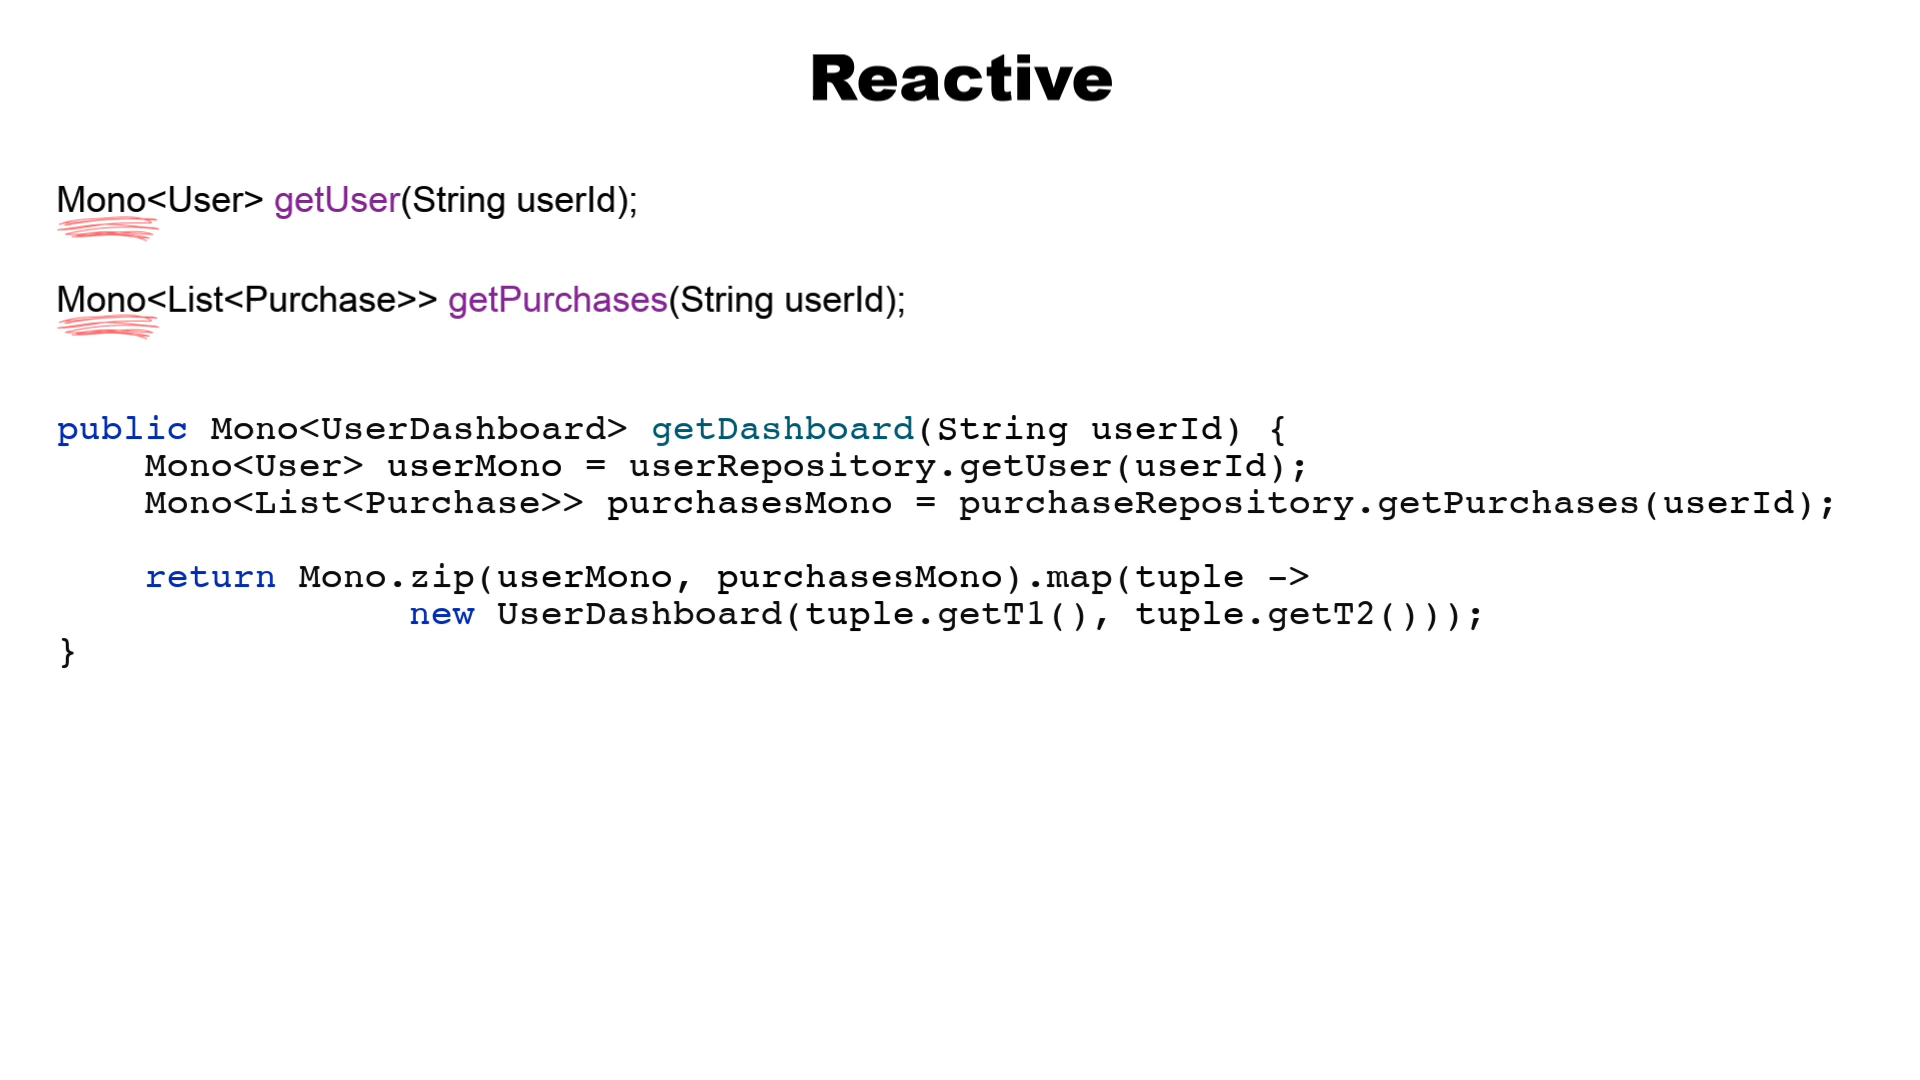 Reactive
Mono<User> getUser(String userId);
Mono<List<Purchase>> getPurchases(String userId);
public Mono<UserDashboard> getDashboard(String userId) {
    Mono<User> userMono = userRepository.getUser(userId);
    Mono<List<Purchase>> purchasesMono = purchaseRepository.getPurchases(userId);
    return Mono.zip(userMono, purchasesMono).map(tuple ->
                new UserDashboard(tuple.getT1(), tuple.getT2()));
}